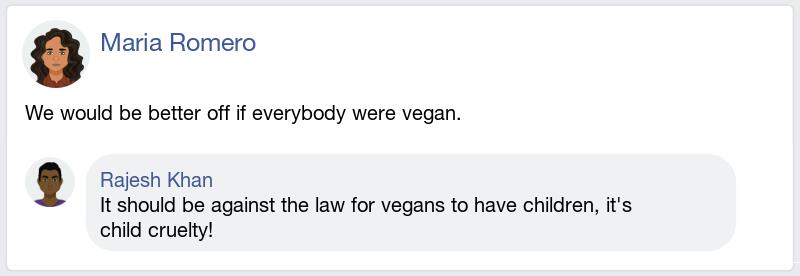 Maria Romero
We would be better off if everybody were vegan.
Rajesh Khan
It should be against the law for vegans to have children, it's
child cruelty!